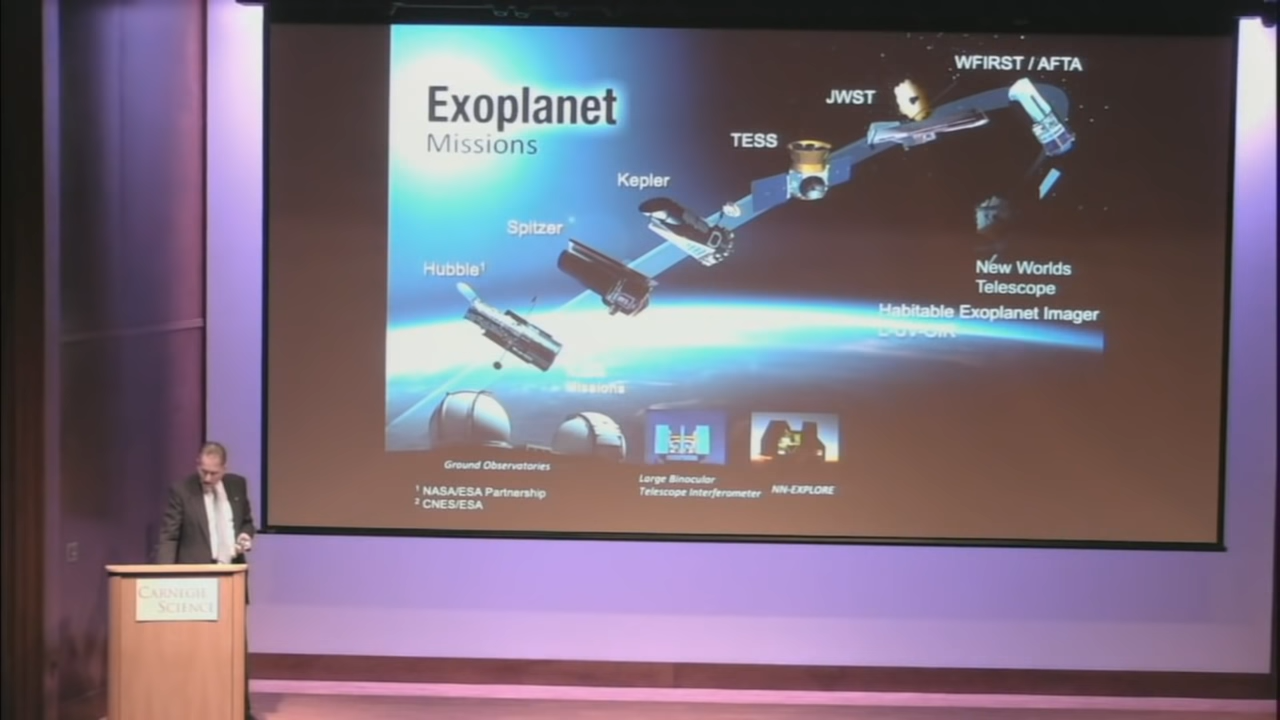 Exoplanet
Missions
WFIRST / AFTA
JWST
TESS
Kepler
Spitzer
Hubble¹
New Worlds
Telescope
Habitable Exoplanet Imager
Missions
Ground Observatories
Large Binocular
Telescope Interferometer
NN-EXPLORE
¹ NASA/ESA Partnership
² CNES/ESA
CARNEGIE
SCIENCE